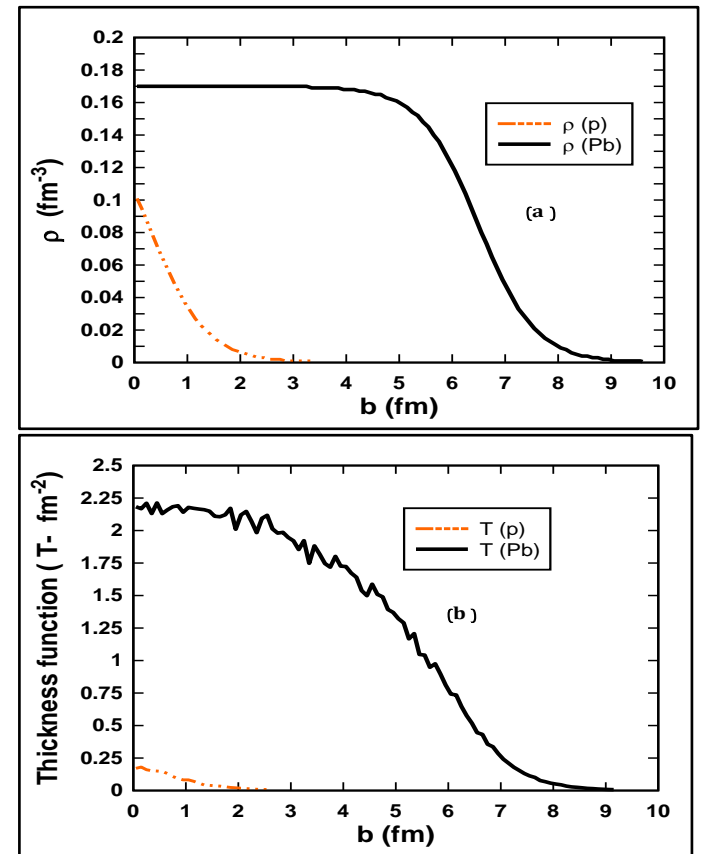 0.2
0.18
0.16
0.14
0.12
0.1
0.08
0.06
0.04
0.02
0
ρ (fm-3)
ρ (p)
ρ (Pb)
(a)
0 1 2 3 4 5 6 7 8 9 10
b (fm)
2.5
2.25
2
1.75
1.5
1.25
1
0.75
0.5
0.25
0
Thickness function ( T- fm-2)
T (p)
T (Pb)
(b)
0 1 2 3 4 5 6 7 8 9 10
b (fm)